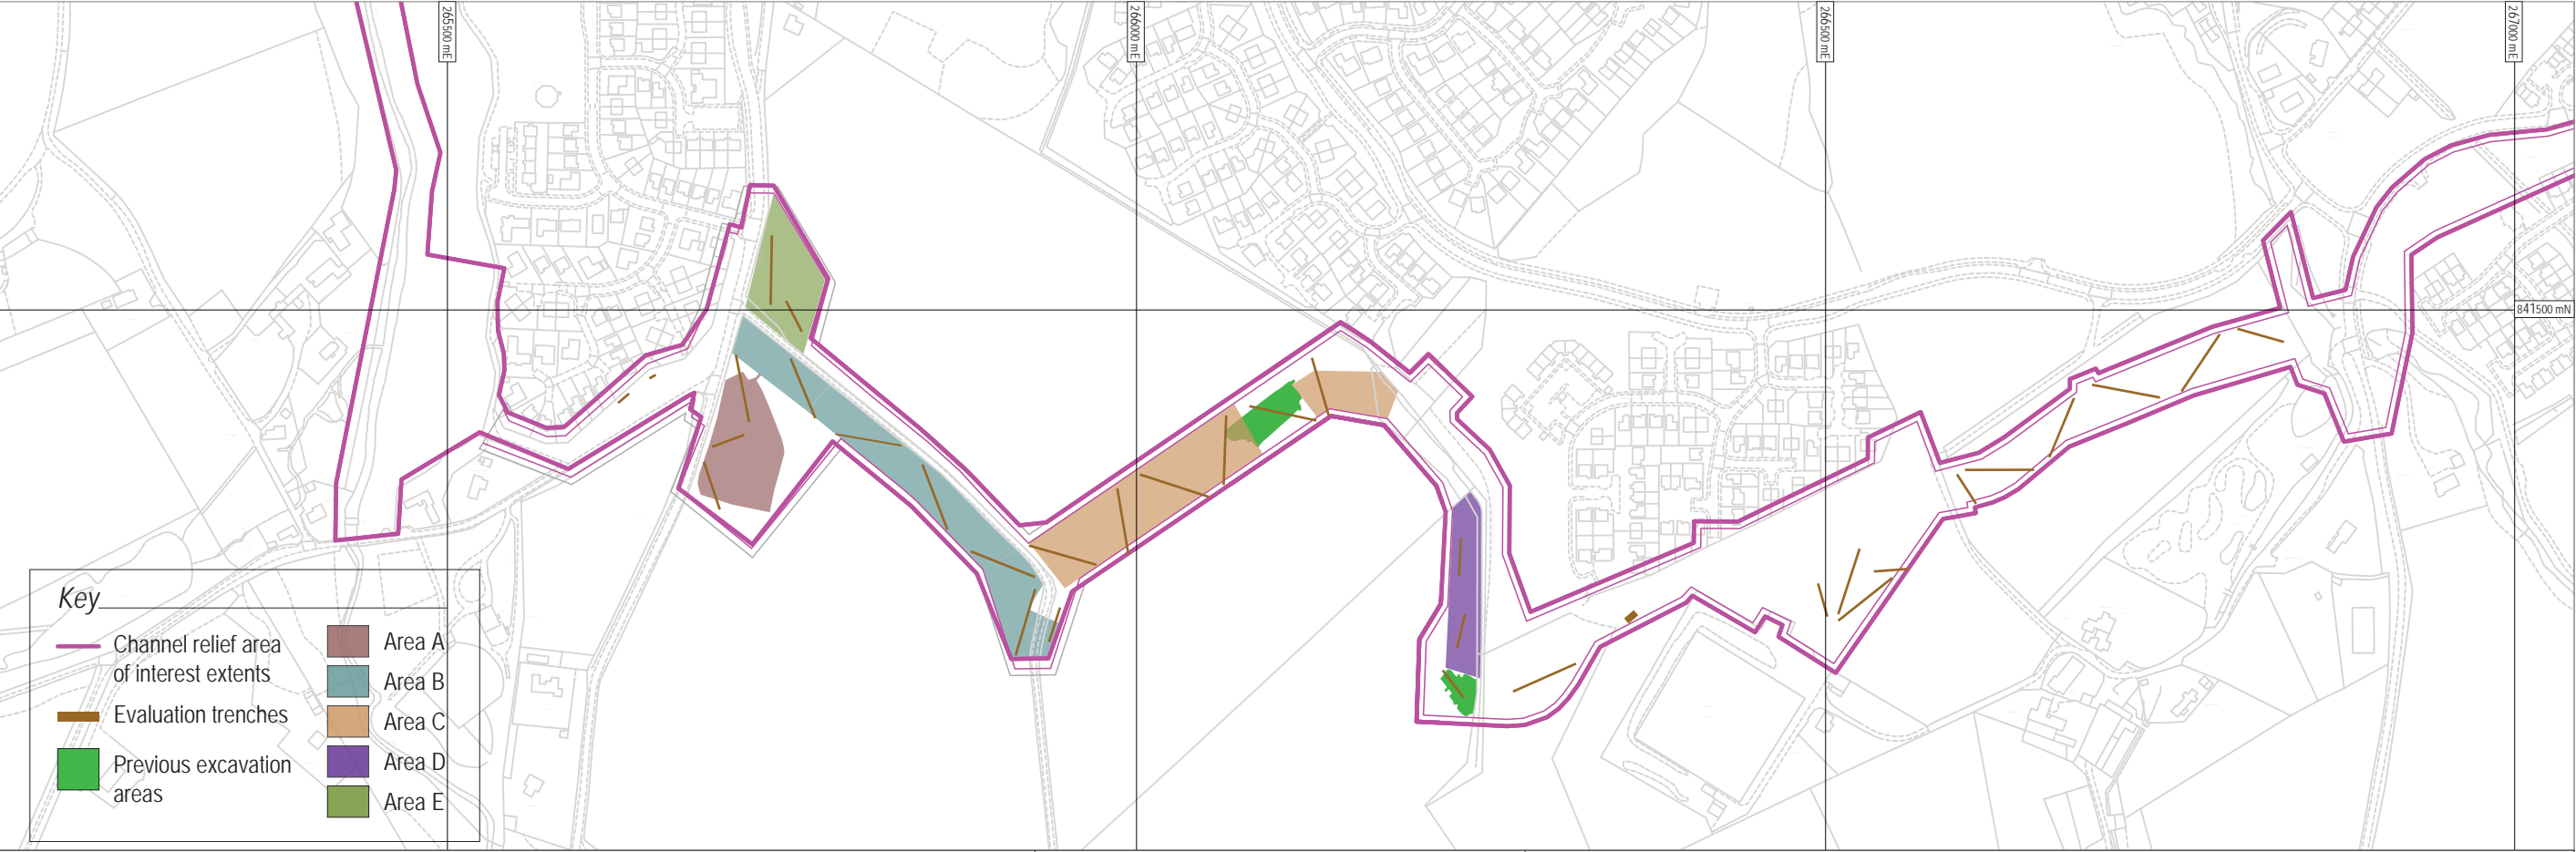 265500 mE
266000 mE
266500 mE
267000 mE
841500 mN
Key
Channel relief area
of interest extents
Evaluation trenches
Previous excavation
areas
Area A
Area B
Area C
Area D
Area E